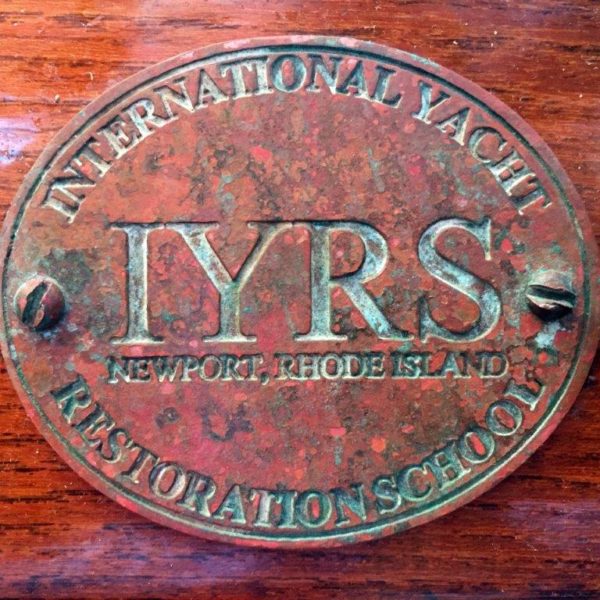 INTERNATIONAL YACHT
IYRS
NEWPORT, RHODE ISLAND
RESTORATION SCHOOL